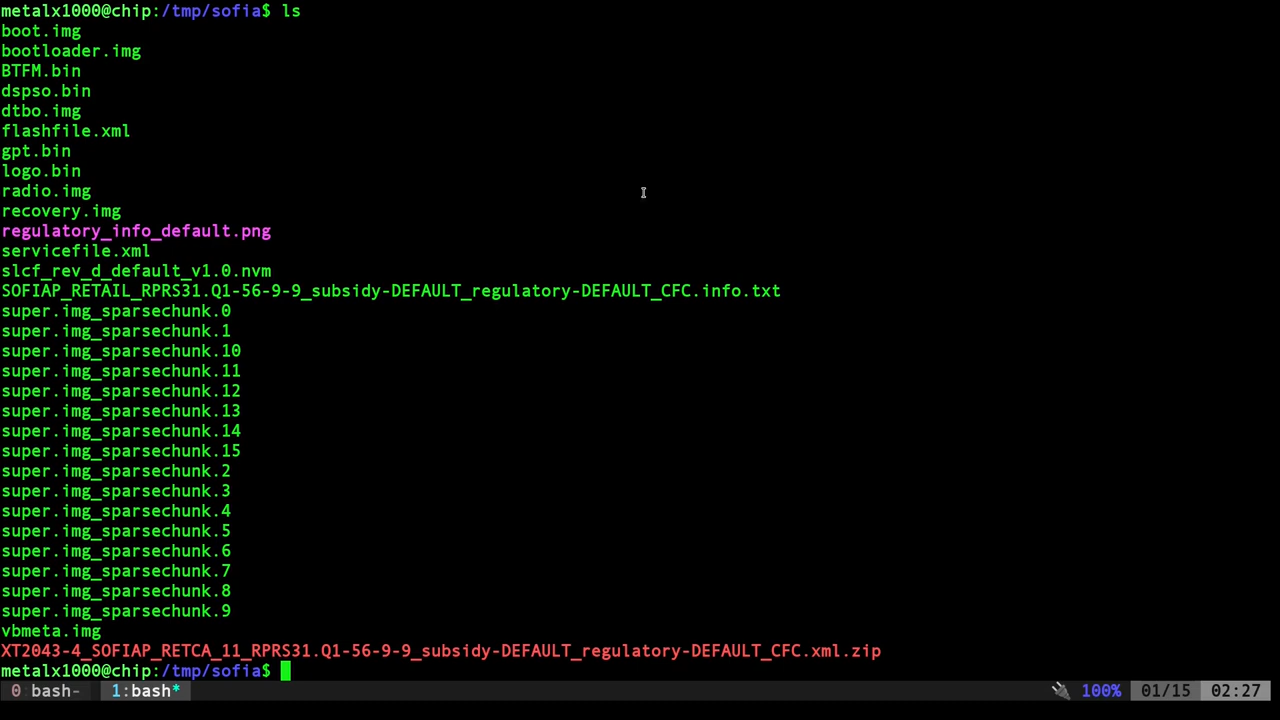 metalx1000@chip:/tmp/sofia$ ls
boot.img
bootloader.img
BTFM.bin
dspso.bin
dtbo.img
flashfile.xml
gpt.bin
logo.bin
radio.img
recovery.img
regulatory_info_default.png
servicefile.xml
slcf_rev_d_default_v1.0.nvm
SOFIAP_RETAIL_RPRS31.Q1-56-9-9_subsidy-DEFAULT_regulatory-DEFAULT_CFC.info.txt
super.img_sparsechunk.0
super.img_sparsechunk.1
super.img_sparsechunk.10
super.img_sparsechunk.11
super.img_sparsechunk.12
super.img_sparsechunk.13
super.img_sparsechunk.14
super.img_sparsechunk.15
super.img_sparsechunk.2
super.img_sparsechunk.3
super.img_sparsechunk.4
super.img_sparsechunk.5
super.img_sparsechunk.6
super.img_sparsechunk.7
super.img_sparsechunk.8
super.img_sparsechunk.9
vbmeta.img
XT2043-4_SOFIAP_RETCA_11_RPRS31.Q1-56-9-9_subsidy-DEFAULT_regulatory-DEFAULT_CFC.xml.zip
metalx1000@chip:/tmp/sofia$
0 bash- 1:bash* 100% 01/15 02:27